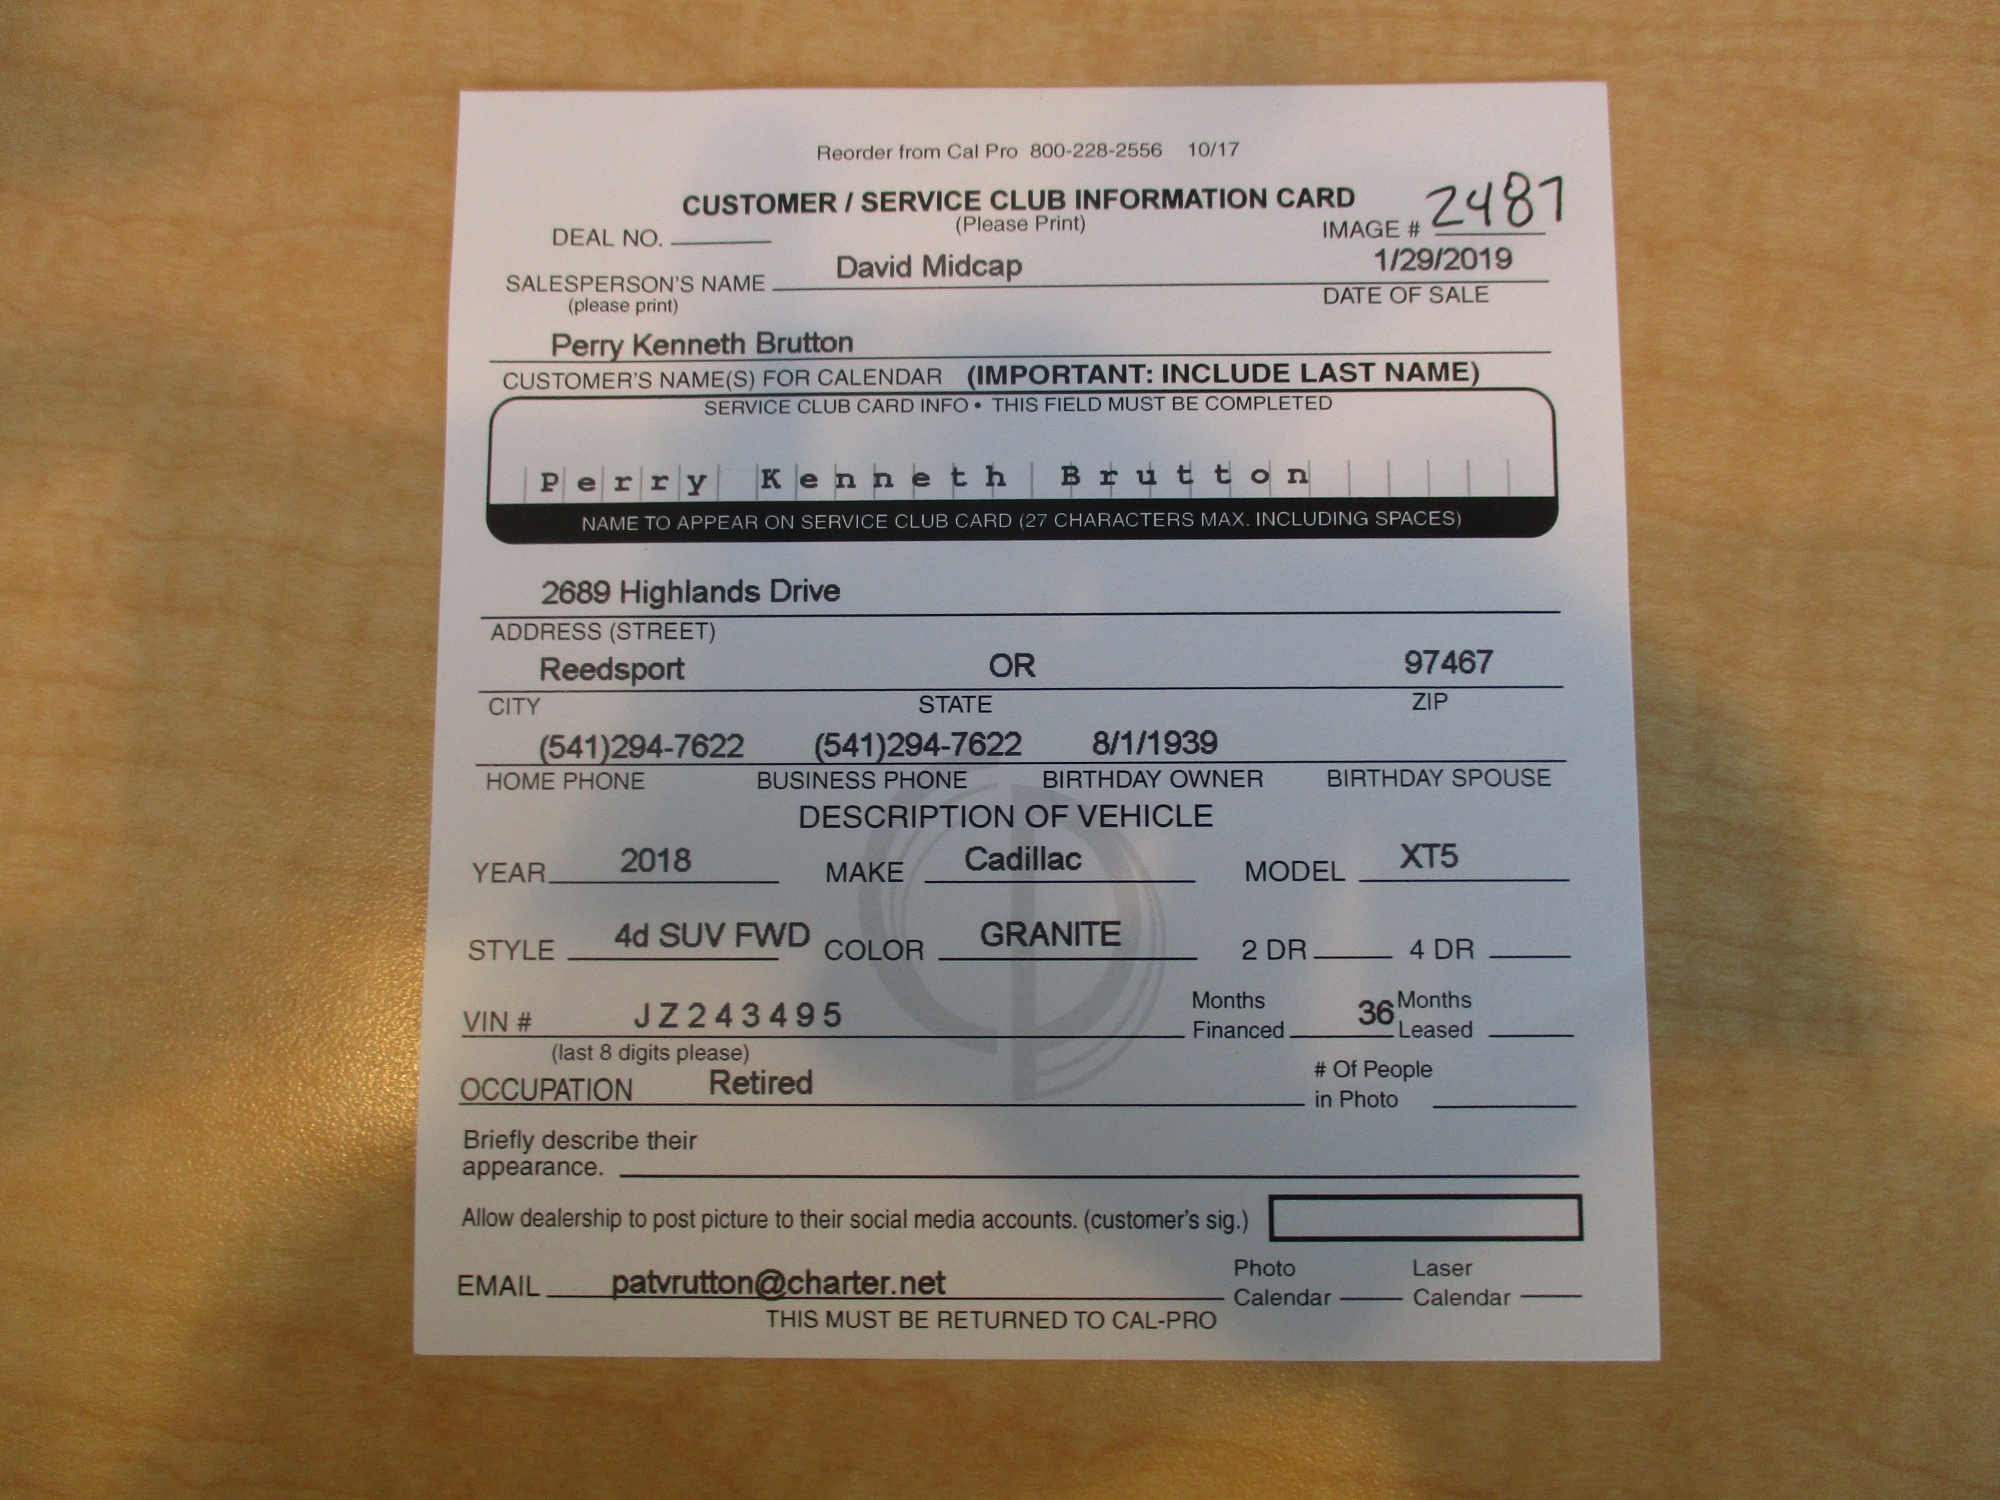 Reorder from Cal Pro 800-228-2556 10/17
CUSTOMER / SERVICE CLUB INFORMATION CARD
(Please Print)
DEAL NO. IMAGE # 2487
SALESPERSON'S NAME David Midcap 1/29/2019
(please print) DATE OF SALE
Perry Kenneth Brutton
CUSTOMER'S NAME(S) FOR CALENDAR (IMPORTANT: INCLUDE LAST NAME)
SERVICE CLUB CARD INFO • THIS FIELD MUST BE COMPLETED
Perry Kenneth Brutton
NAME TO APPEAR ON SERVICE CLUB CARD (27 CHARACTERS MAX. INCLUDING SPACES)
2689 Highlands Drive
ADDRESS (STREET)
Reedsport OR 97467
CITY STATE ZIP
(541)294-7622 (541)294-7622 8/1/1939
HOME PHONE BUSINESS PHONE BIRTHDAY OWNER BIRTHDAY SPOUSE
DESCRIPTION OF VEHICLE
YEAR 2018 MAKE Cadillac MODEL XT5
STYLE 4d SUV FWD COLOR GRANITE 2 DR 4 DR
VIN # JZ243495 Months Financed 36 Months Leased
(last 8 digits please)
OCCUPATION Retired # Of People in Photo
Briefly describe their
appearance.
Allow dealership to post picture to their social media accounts. (customer's sig.)
EMAIL patvrutton@charter.net Photo Calendar Laser Calendar
THIS MUST BE RETURNED TO CAL-PRO